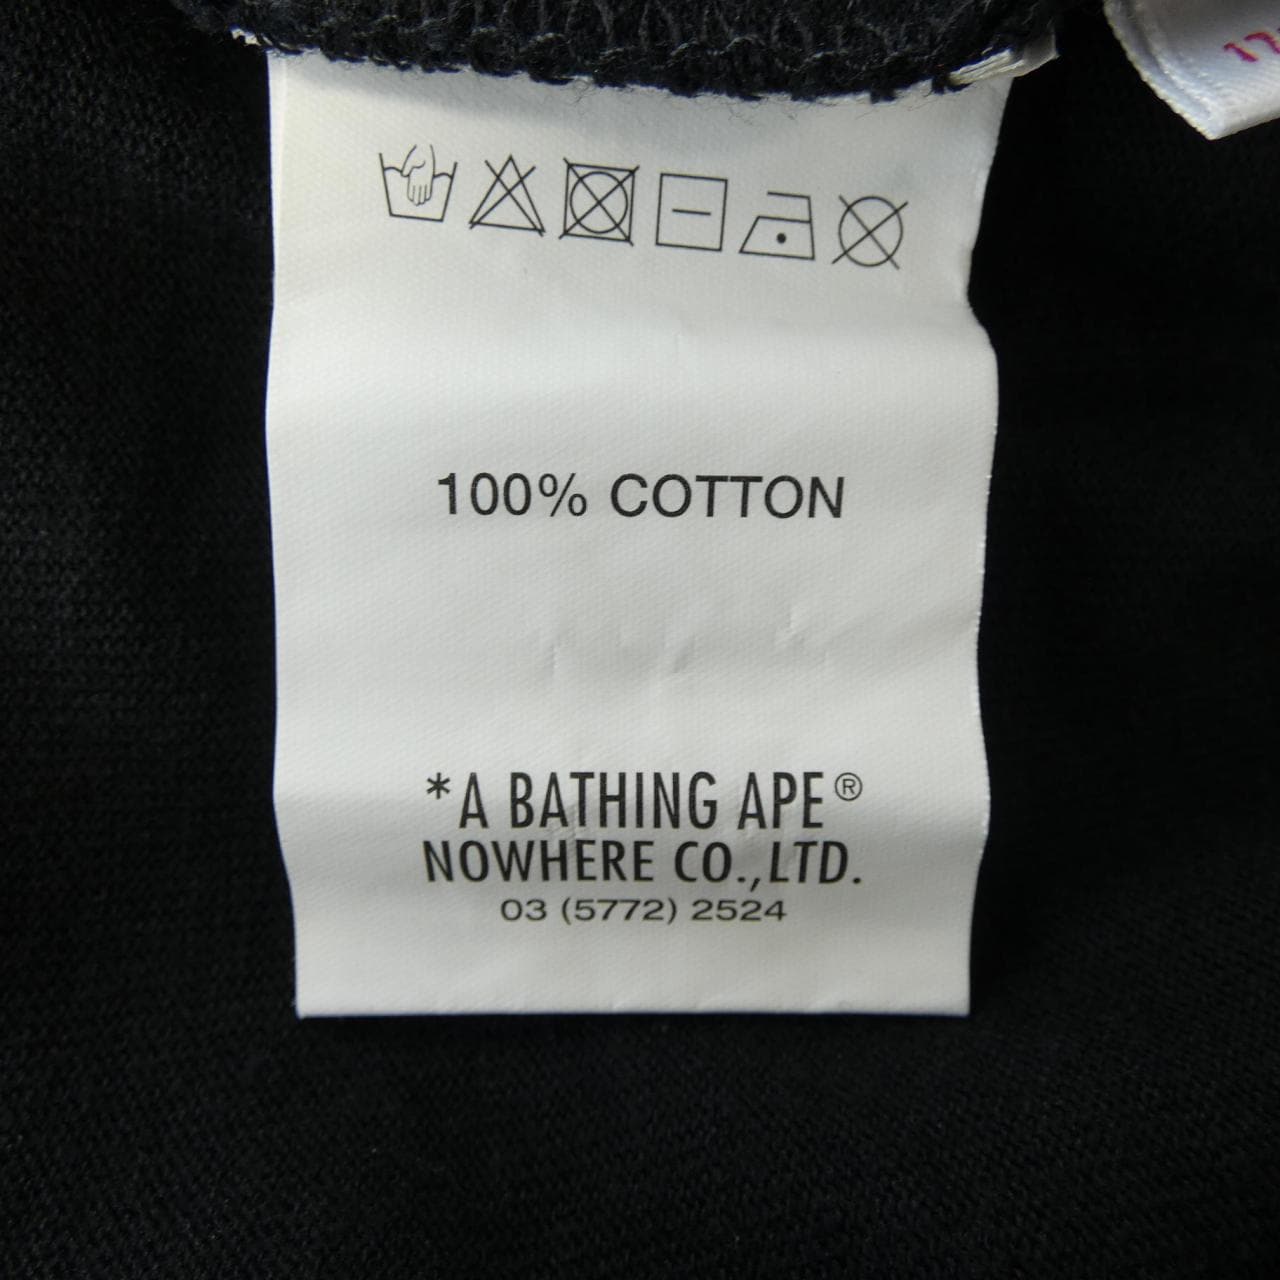 100% COTTON
*A BATHING APE®
NOWHERE CO.,LTD.
03 (5772) 2524